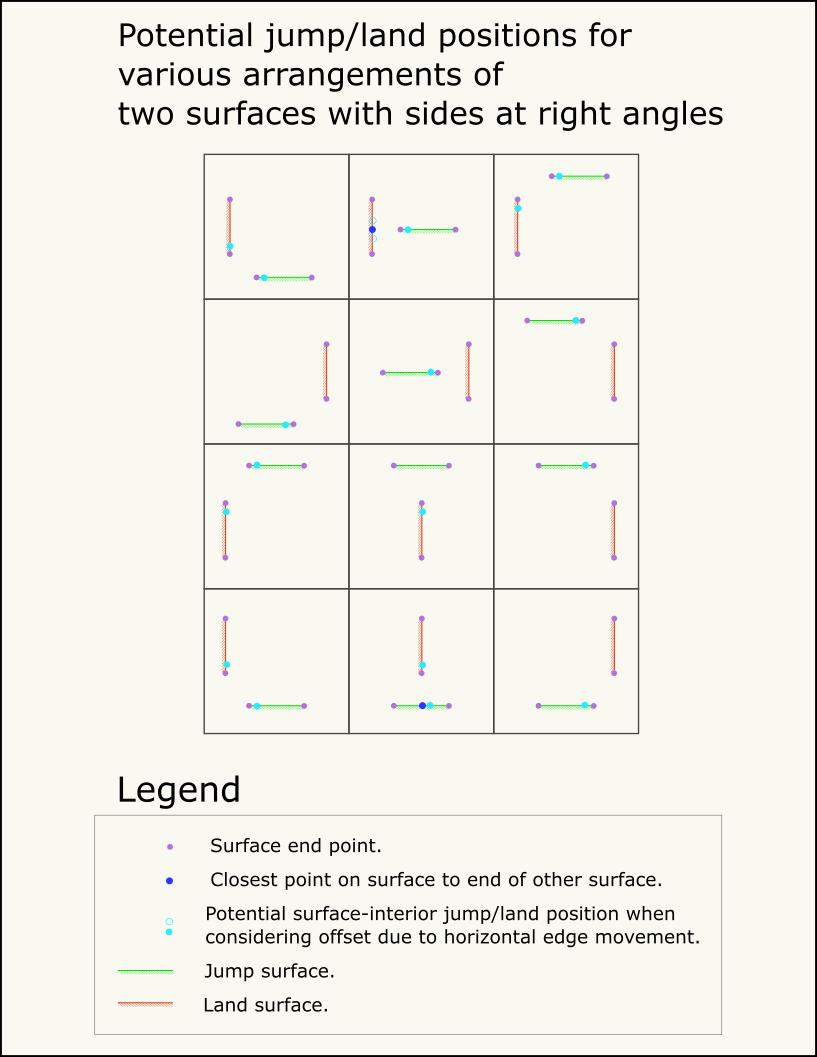 Potential jump/land positions for
various arrangements of
two surfaces with sides at right angles
Legend
Surface end point.
Closest point on surface to end of other surface.
Potential surface-interior jump/land position when
considering offset due to horizontal edge movement.
Jump surface.
Land surface.